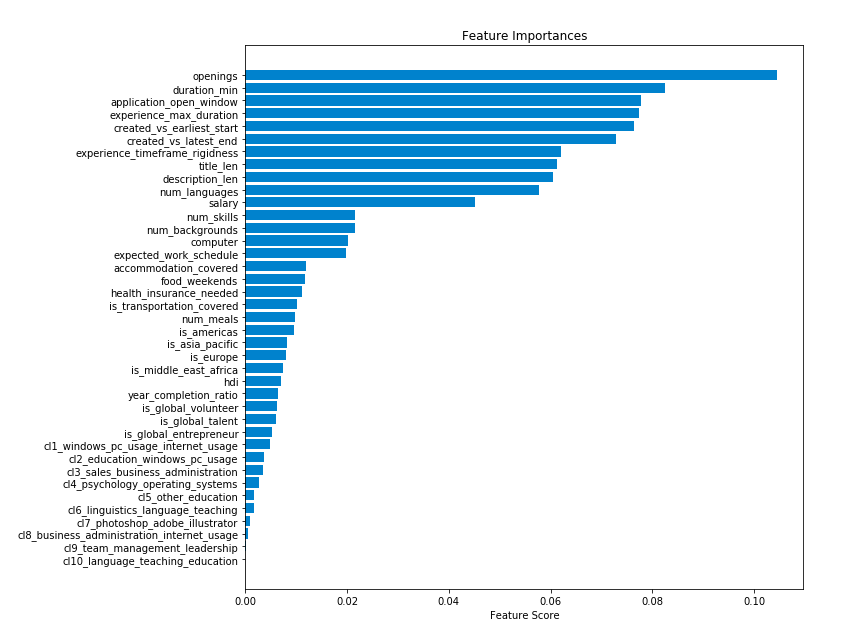 Feature Importances
openings
duration_min
application_open_window
experience_max_duration
created_vs_earliest_start
created_vs_latest_end
experience_timeframe_rigidness
title_len
description_len
num_languages
salary
num_skills
num_backgrounds
computer
expected_work_schedule
accommodation_covered
food_weekends
health_insurance_needed
is_transportation_covered
num_meals
is_americas
is_asia_pacific
is_europe
is_middle_east_africa
hdi
year_completion_ratio
is_global_volunteer
is_global_talent
is_global_entrepreneur
cl1_windows_pc_usage_internet_usage
cl2_education_windows_pc_usage
cl3_sales_business_administration
cl4_psychology_operating_systems
cl5_other_education
cl6_linguistics_language_teaching
cl7_photoshop_adobe_illustrator
cl8_business_administration_internet_usage
cl9_team_management_leadership
cl10_language_teaching_education
0.00 0.02 0.04 0.06 0.08 0.10
Feature Score